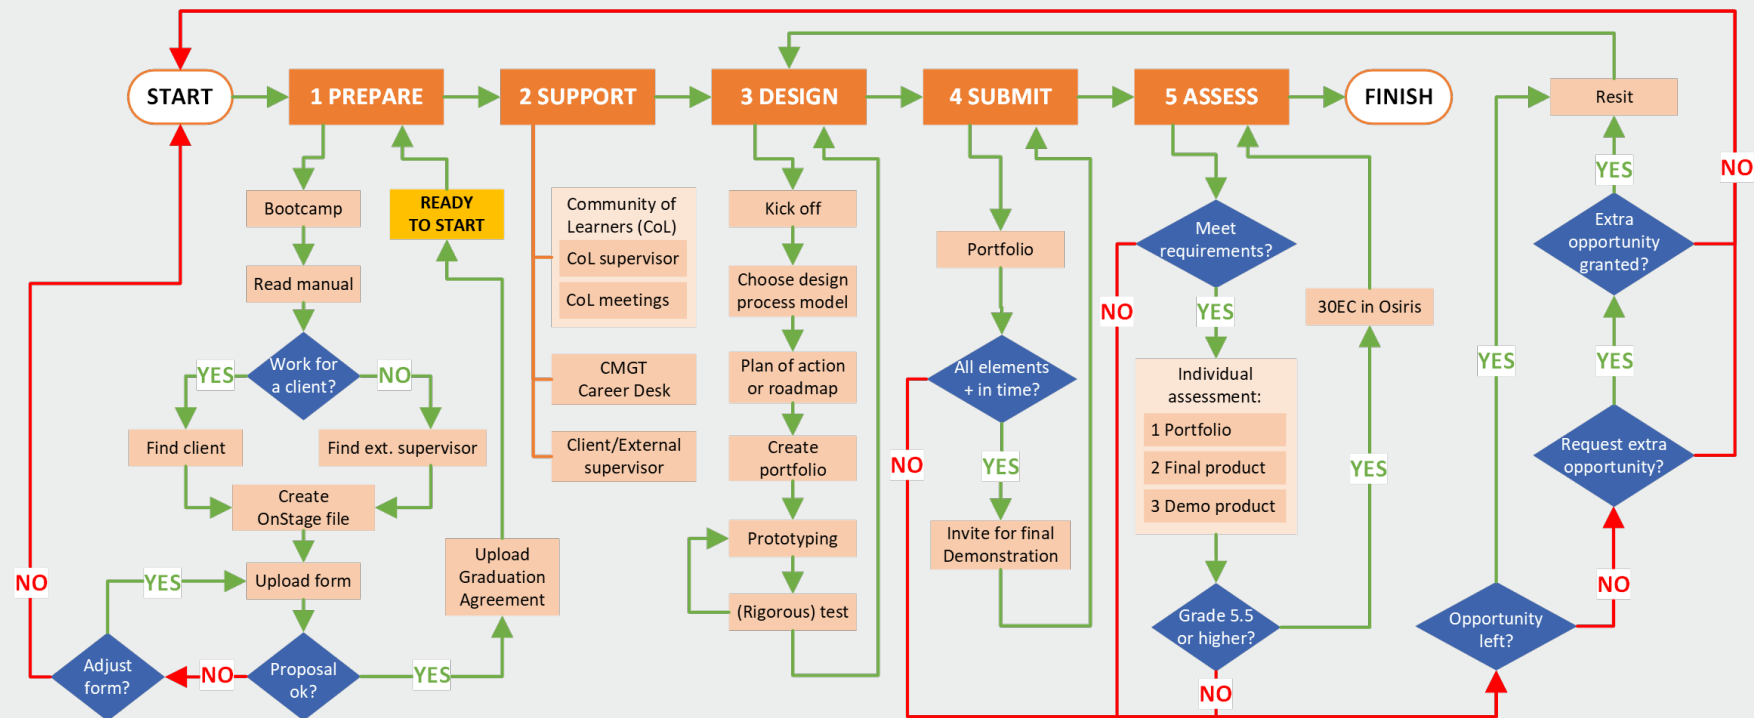 START
1 PREPARE
2 SUPPORT
3 DESIGN
4 SUBMIT
5 ASSESS
FINISH
Bootcamp
Read manual
Work for
a client?
YES
NO
Find client
Find ext. supervisor
Create
OnStage file
Upload form
Proposal
ok?
NO
Adjust
form?
YES
NO
YES
Upload
Graduation
Agreement
READY
TO START
Community of
Learners (CoL)
CoL supervisor
CoL meetings
CMGT
Career Desk
Client/External
supervisor
Kick off
Choose design
process model
Plan of action
or roadmap
Create
portfolio
Prototyping
(Rigorous) test
Portfolio
All elements
+ in time?
NO
YES
Invite for final
Demonstration
Meet
requirements?
NO
YES
Individual
assessment:
1 Portfolio
2 Final product
3 Demo product
Grade 5.5
or higher?
NO
YES
30EC in Osiris
Opportunity
left?
YES
NO
Request extra
opportunity?
YES
Extra
opportunity
granted?
YES
NO
Resit